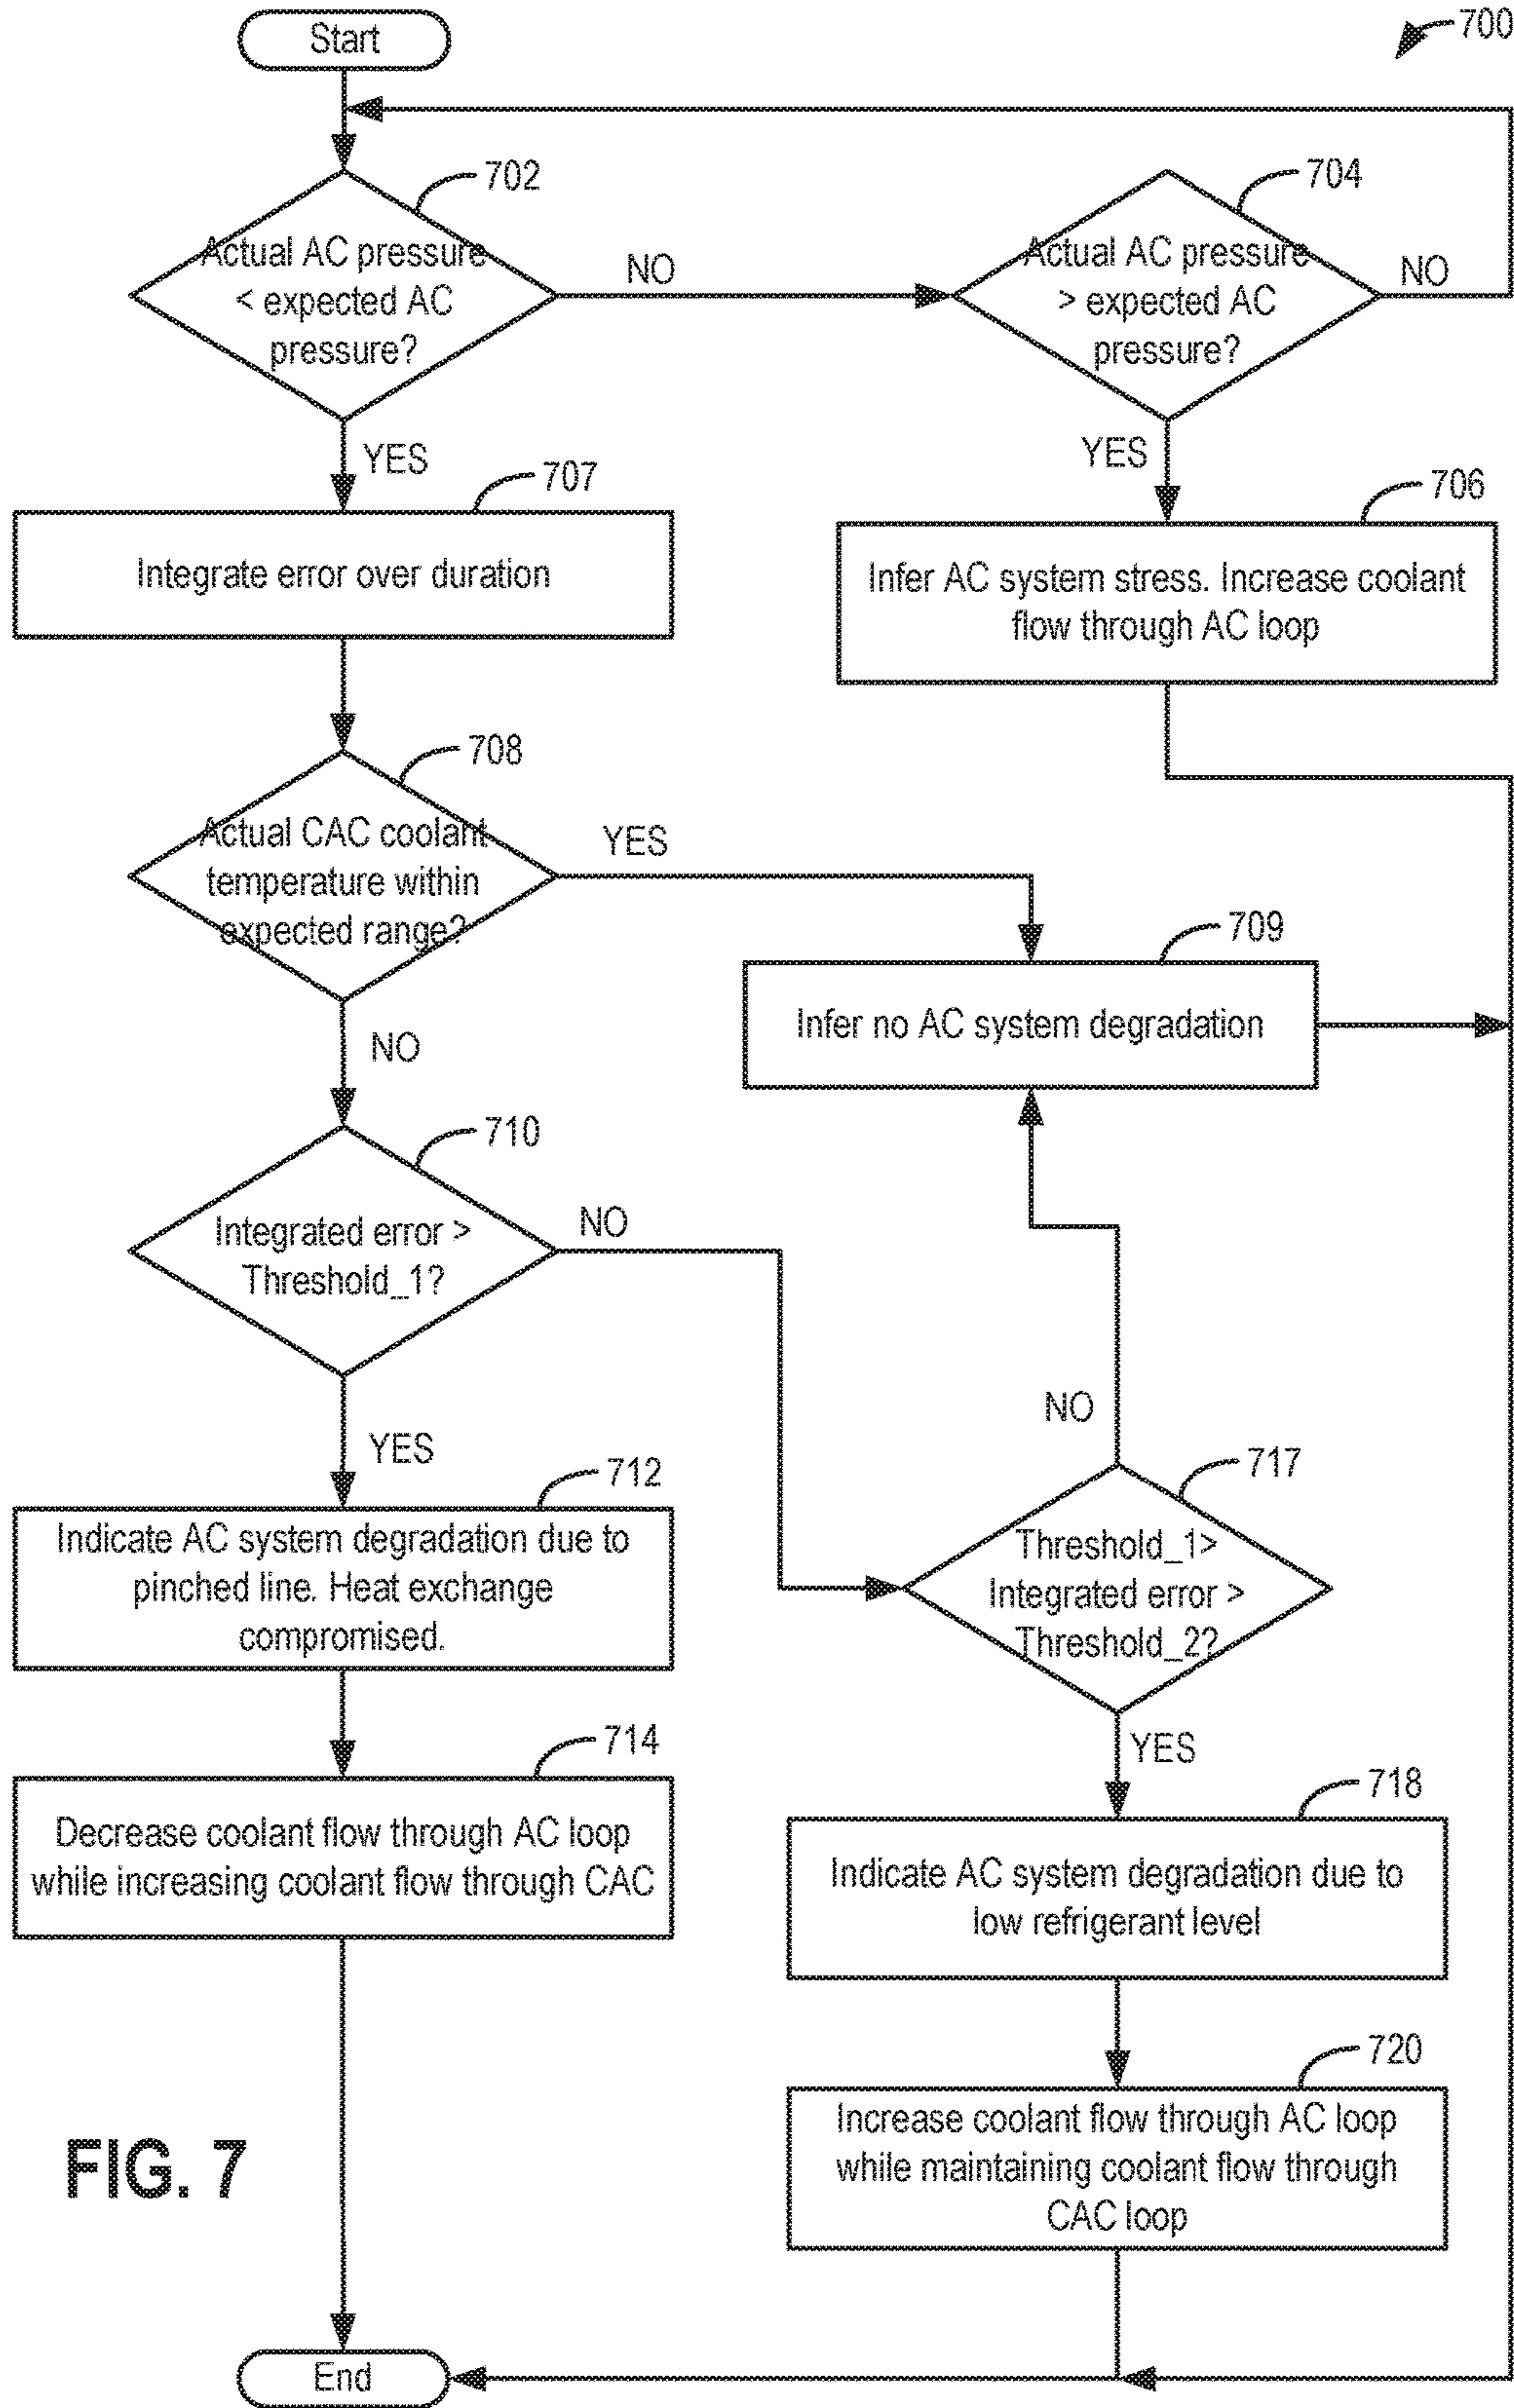 Start
700
702
Actual AC pressure
< expected AC
pressure?
NO
704
Actual AC pressure
> expected AC
pressure?
NO
YES
YES
707
Integrate error over duration
706
Infer AC system stress. Increase coolant
flow through AC loop
708
Actual CAC coolant
temperature within
expected range?
YES
709
Infer no AC system degradation
NO
710
Integrated error >
Threshold_1?
NO
NO
YES
717
Threshold_1>
Integrated error >
Threshold_2?
712
Indicate AC system degradation due to
pinched line. Heat exchange
compromised.
YES
714
Decrease coolant flow through AC loop
while increasing coolant flow through CAC
718
Indicate AC system degradation due to
low refrigerant level
720
Increase coolant flow through AC loop
while maintaining coolant flow through
CAC loop
FIG. 7
End